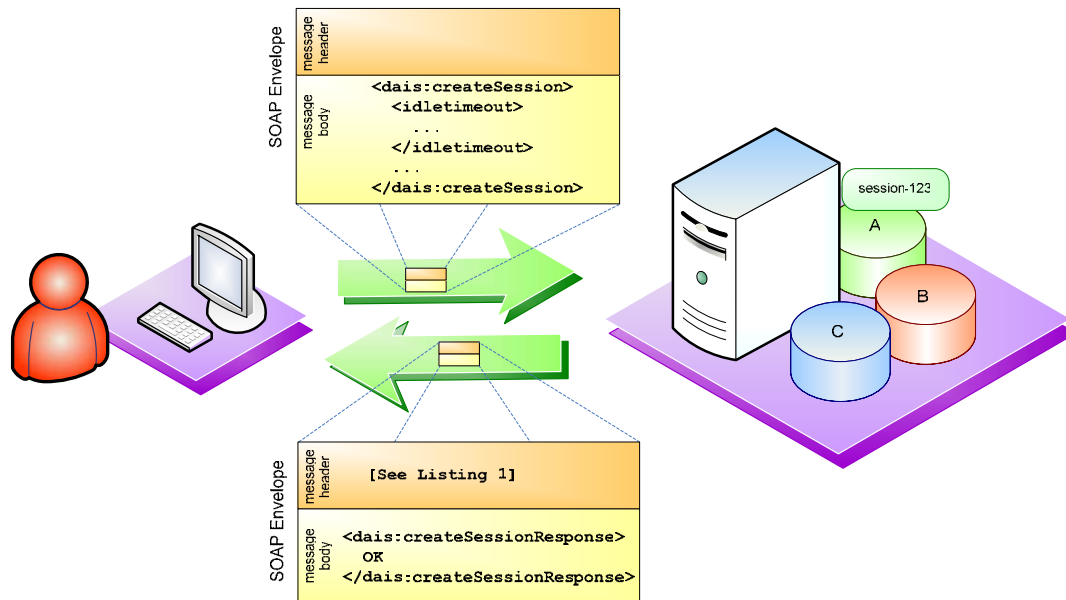 SOAP Envelope
message
header
message
body
<dais:createSession>
<idletimeout>
...
</idletimeout>
...
</dais:createSession>
session-123
A
B
C
SOAP Envelope
message
header
[See Listing 1]
message
body
<dais:createSessionResponse>
OK
</dais:createSessionResponse>